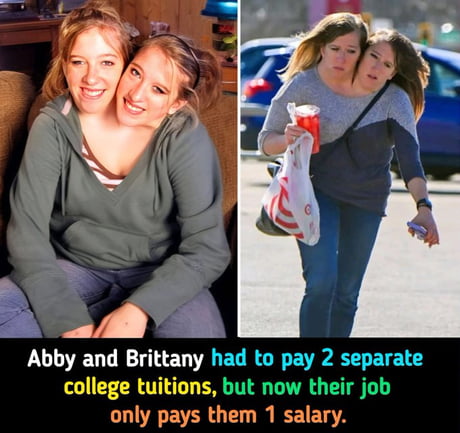 Abby and Brittany had to pay 2 separate
college tuitions, but now their job
only pays them 1 salary.